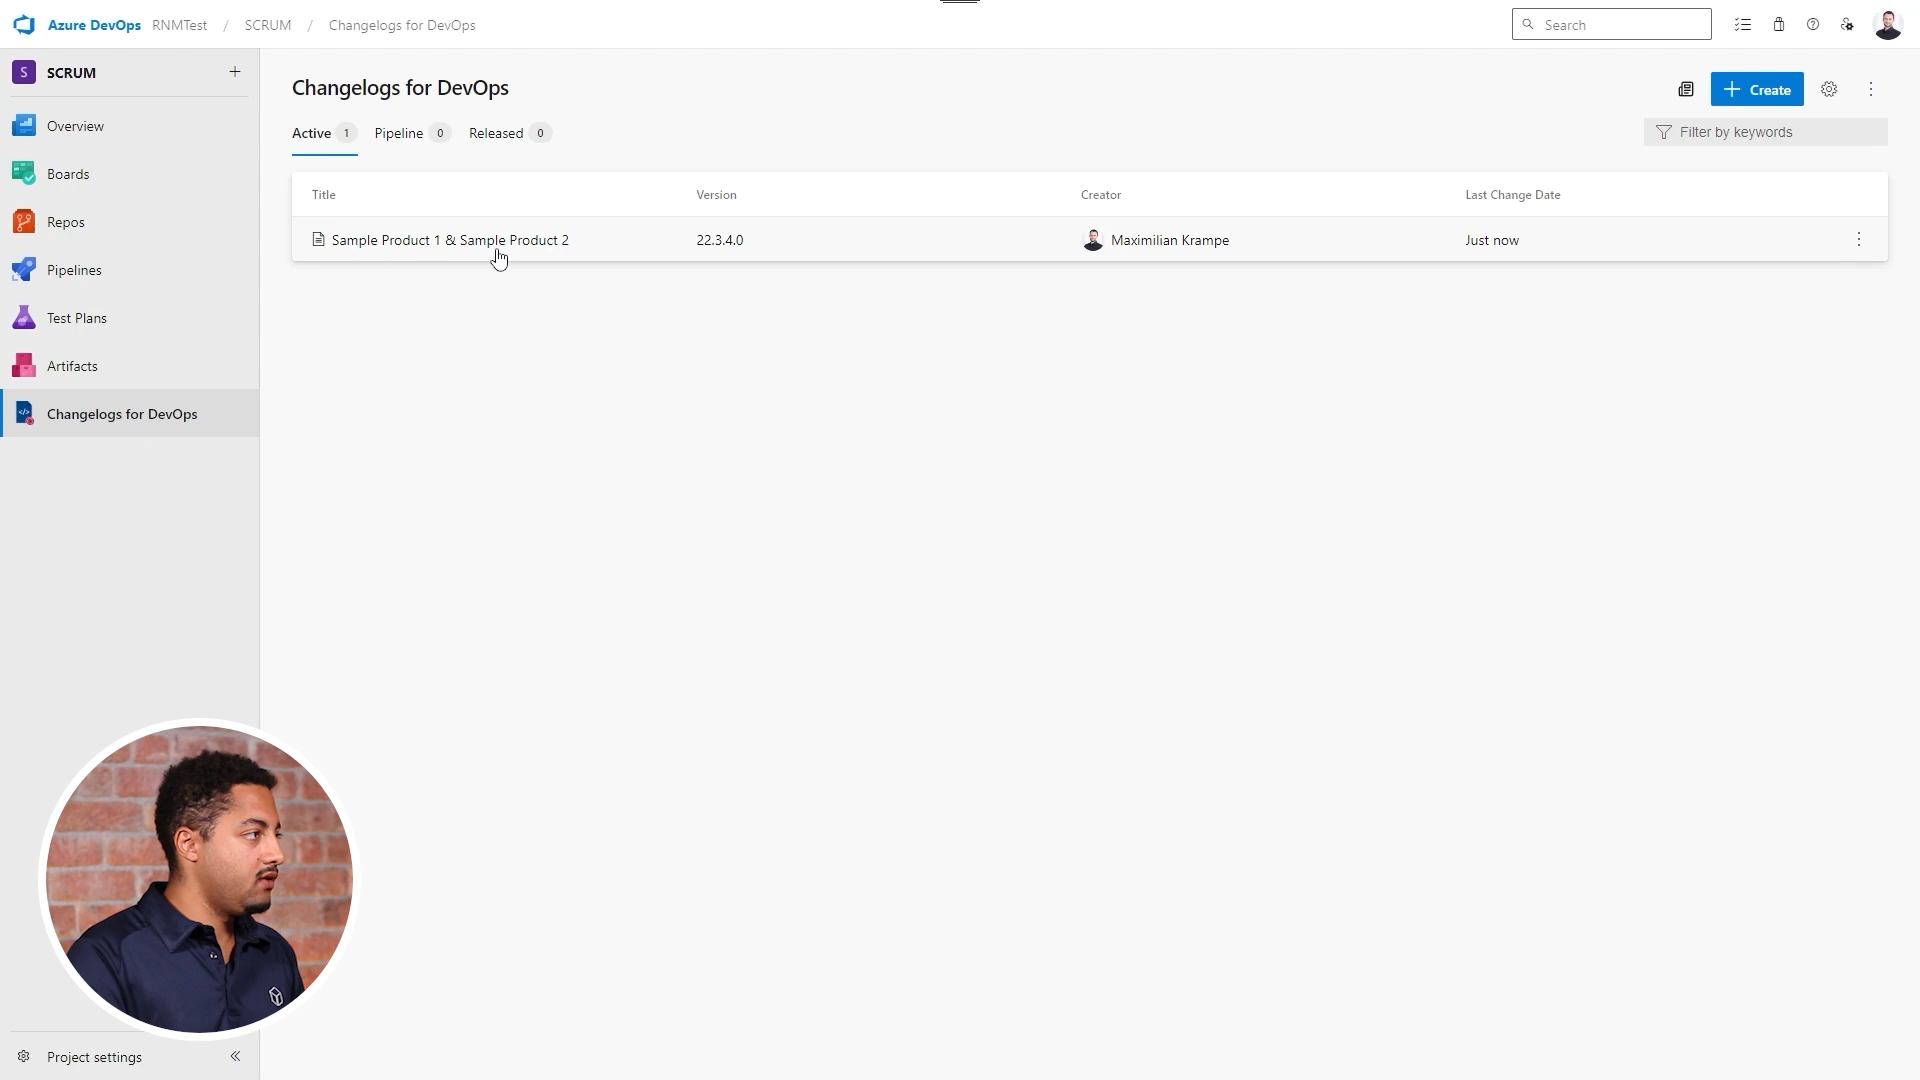 Azure DevOps RNMTest / SCRUM / Changelogs for DevOps
Search
S SCRUM
Overview
Boards
Repos
Pipelines
Test Plans
Artifacts
Changelogs for DevOps
Project settings
Changelogs for DevOps
Create
Active 1 Pipeline 0 Released 0
Filter by keywords
Title Version Creator Last Change Date
Sample Product 1 & Sample Product 2 22.3.4.0 Maximilian Krampe Just now